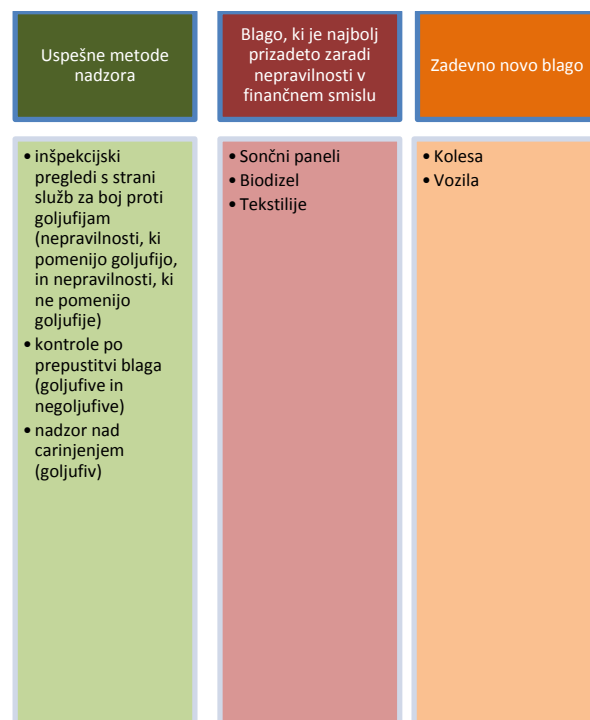 Uspešne metode
nadzora
• inšpekcijski
pregledi s strani
služb za boj proti
goljufijam
(nepravilnosti, ki
pomenijo goljufijo,
in nepravilnosti, ki
ne pomenijo
goljufije)
• kontrole po
prepustitvi blaga
(goljufive in
negoljufive)
• nadzor nad
carinjenjem
(goljufiv)
Blago, ki je najbolj
prizadeto zaradi
nepravilnosti v
finančnem smislu
• Sončni paneli
• Biodizel
• Tekstilije
Zadevno novo blago
• Kolesa
• Vozila